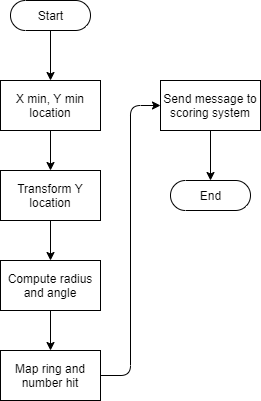 Start
X min, Y min
location
Transform Y
location
Compute radius
and angle
Map ring and
number hit
Send message to
scoring system
End